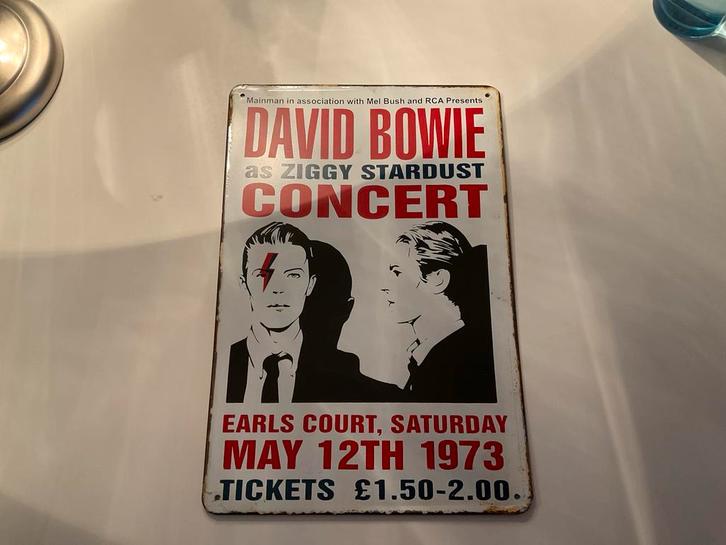 Mainman in association with Mel Bush and RCA Presents
DAVID BOWIE
as ZIGGY STARDUST
CONCERT
EARLS COURT, SATURDAY
MAY 12TH 1973
TICKETS £1.50-2.00.